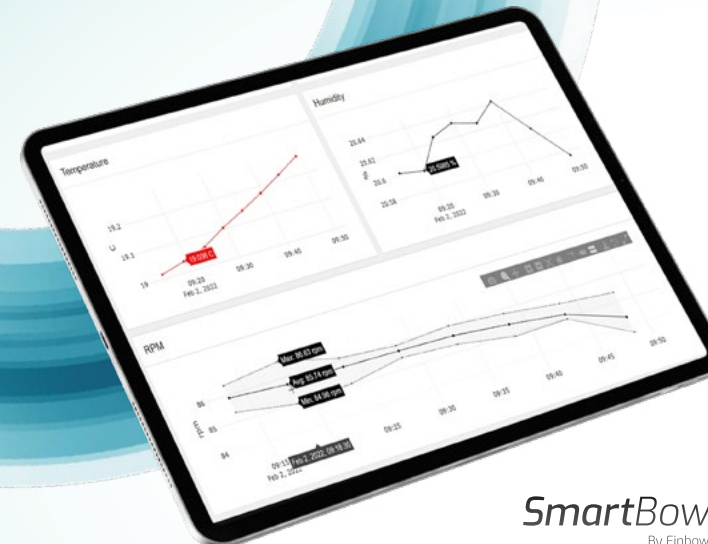 Temperature
19.2
C
19.1
19
19.036 C
09:20
Feb 2, 2022
09:30
09:40
09:50
Humidity
20.64
20.62
%
20.6
20.58
20.5985 %
09:20
Feb 2, 2022
09:30
09:40
09:50
RPM
86
rpm
85
84
Max: 86.63 rpm
Avg: 85.74 rpm
Min: 84.96 rpm
09:15
Feb 2, 2022
Feb 2, 2022, 09:18:30
09:25
09:30
09:35
09:40
09:45
09:50
SmartBow
By Finbow